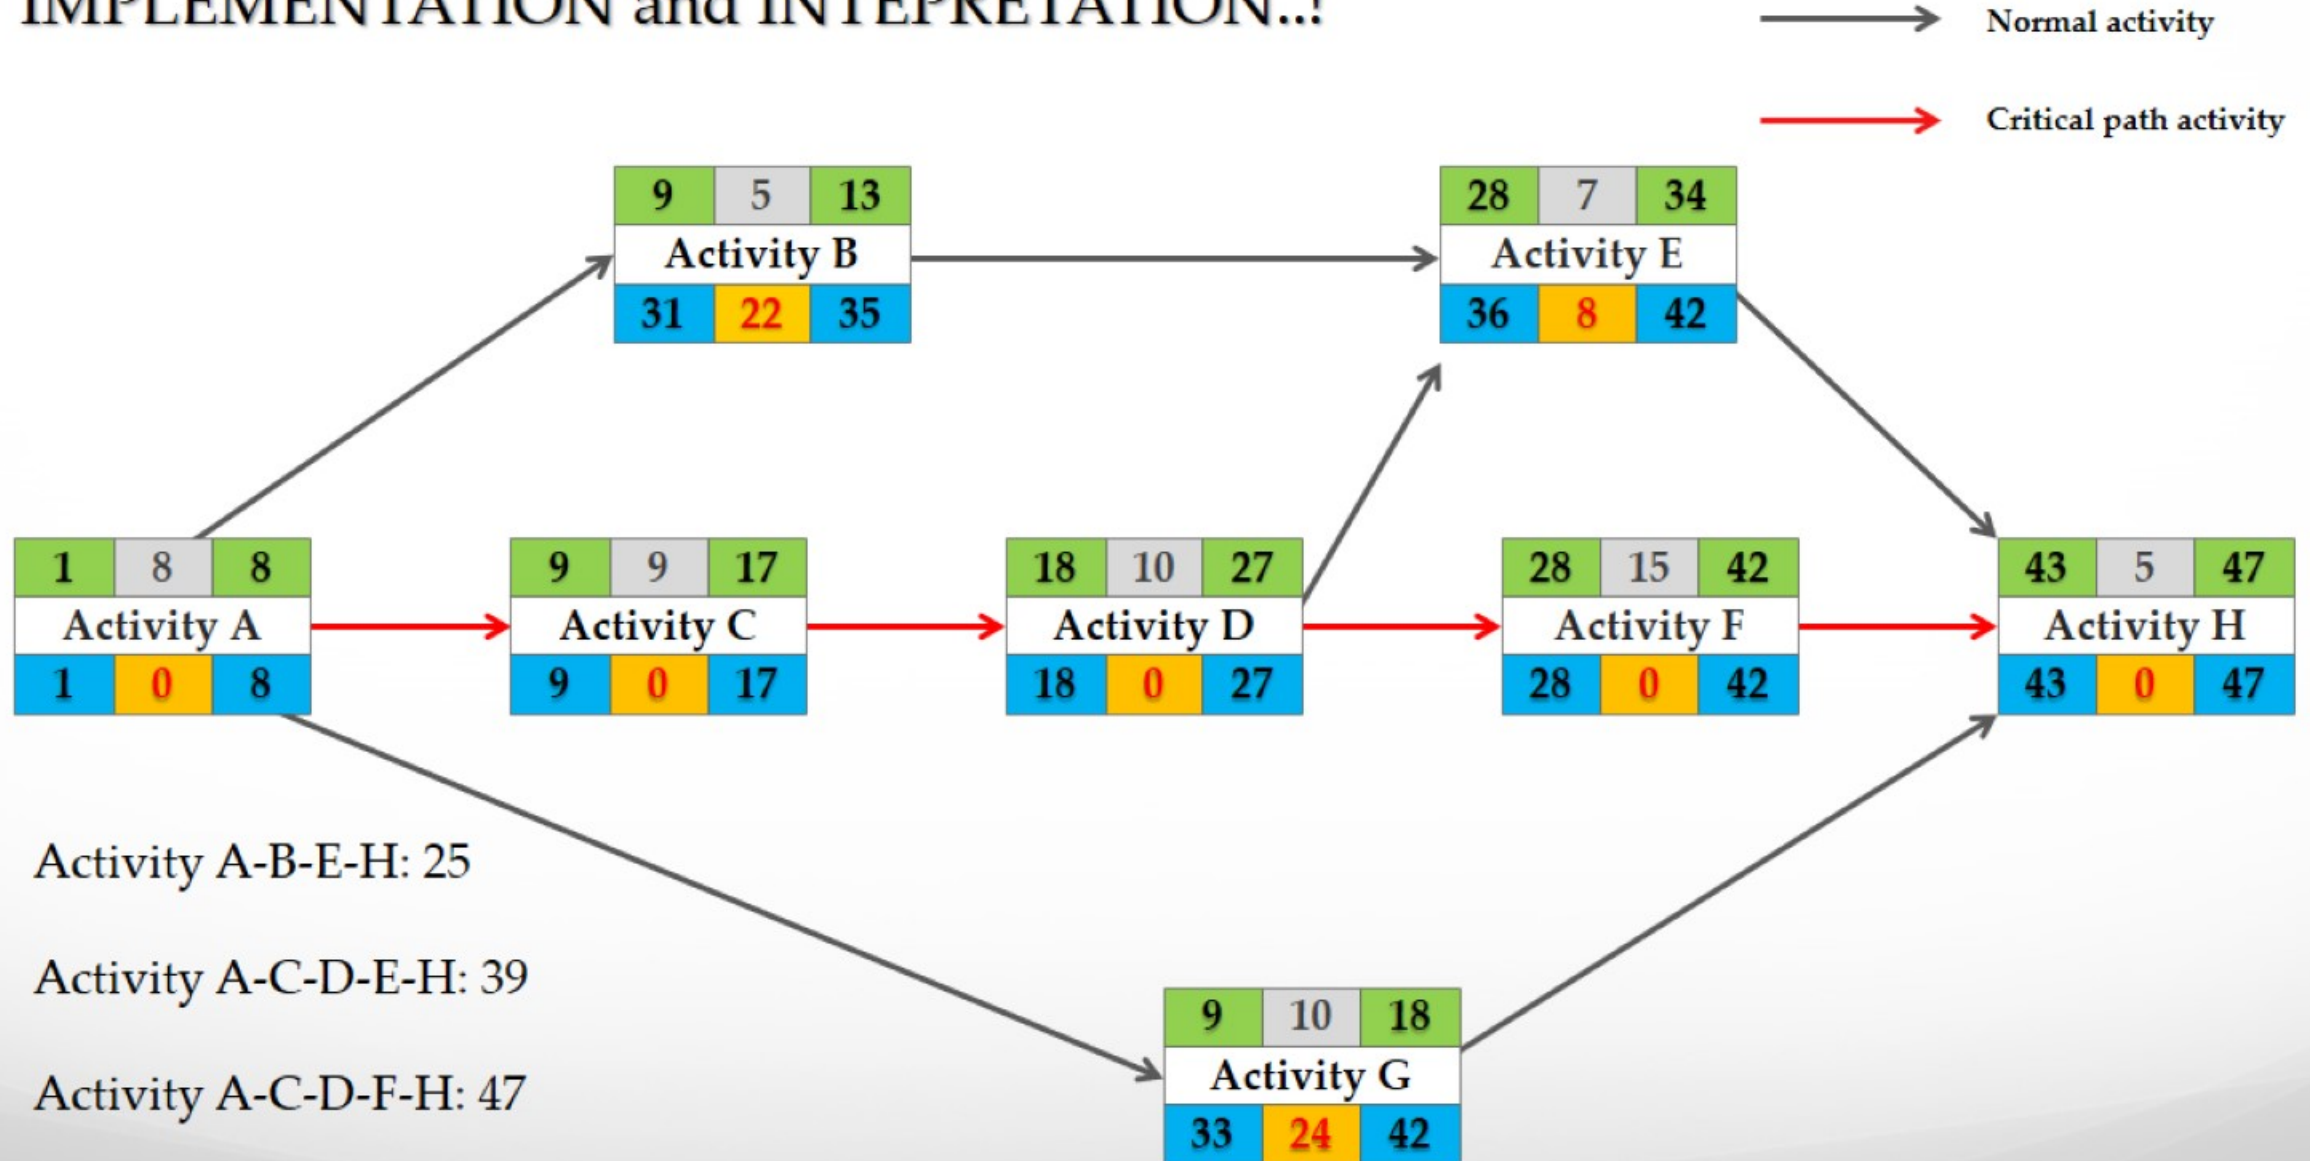 IMPLEMENTATION and INTEPRETATION..!
Normal activity
Critical path activity
9 5 13
Activity B
31 22 35
28 7 34
Activity E
36 8 42
1 8 8
Activity A
1 0 8
9 9 17
Activity C
9 0 17
18 10 27
Activity D
18 0 27
28 15 42
Activity F
28 0 42
43 5 47
Activity H
43 0 47
Activity A-B-E-H: 25
Activity A-C-D-E-H: 39
Activity A-C-D-F-H: 47
9 10 18
Activity G
33 24 42